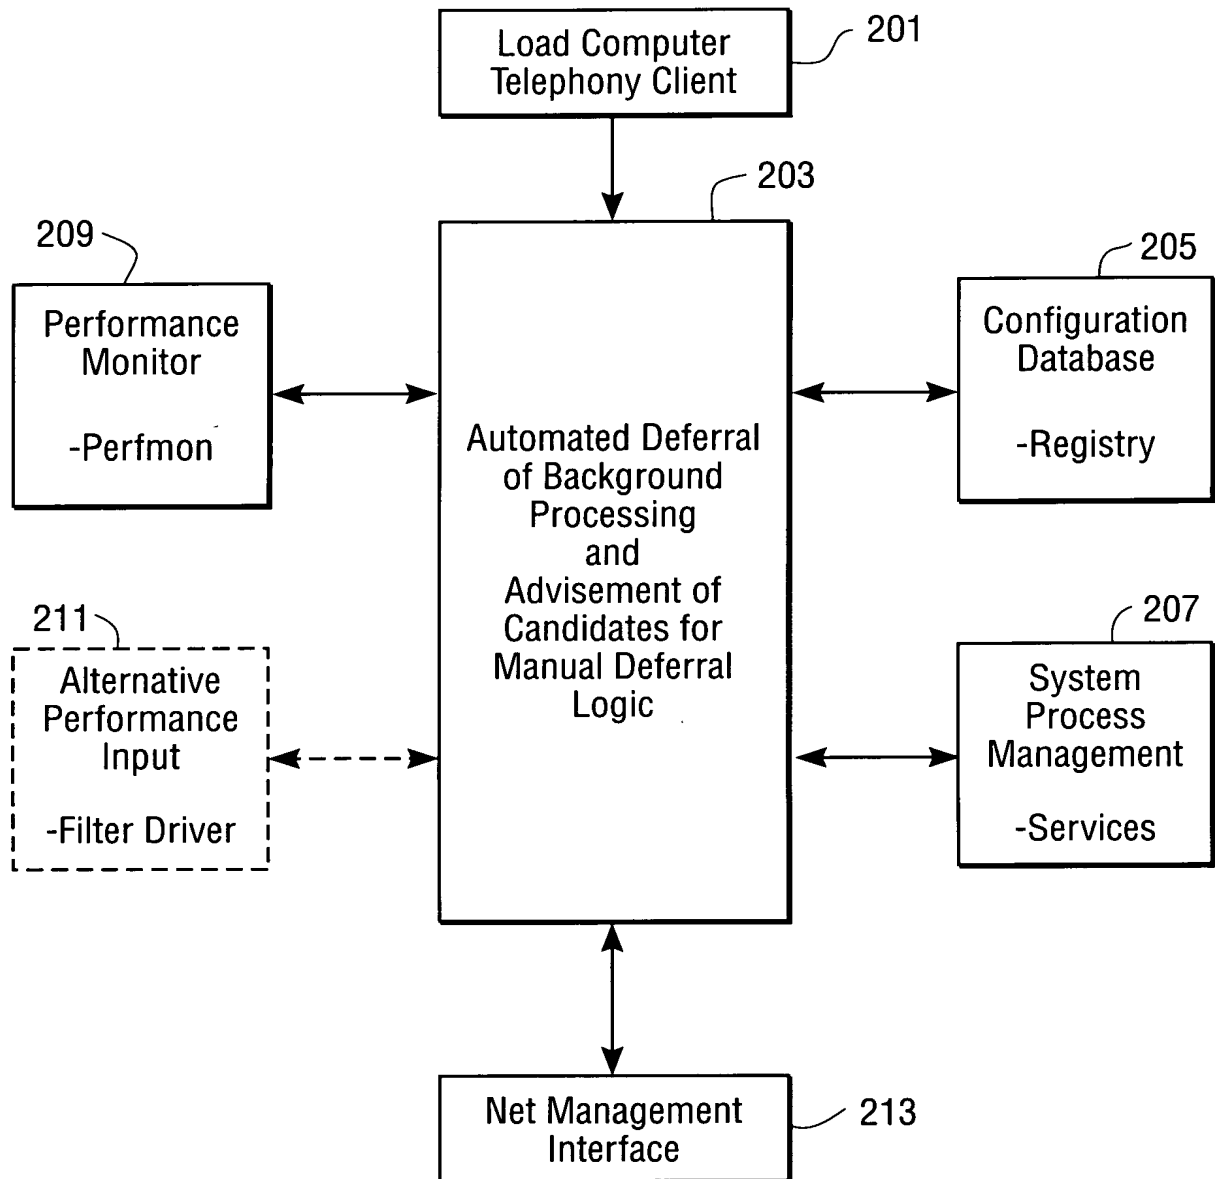 Load Computer
Telephony Client
201
203
209
Performance
Monitor
-Perfmon
205
Configuration
Database
-Registry
Automated Deferral
of Background
Processing
and
Advisement of
Candidates for
Manual Deferral
Logic
211
Alternative
Performance
Input
-Filter Driver
207
System
Process
Management
-Services
Net Management
Interface
213